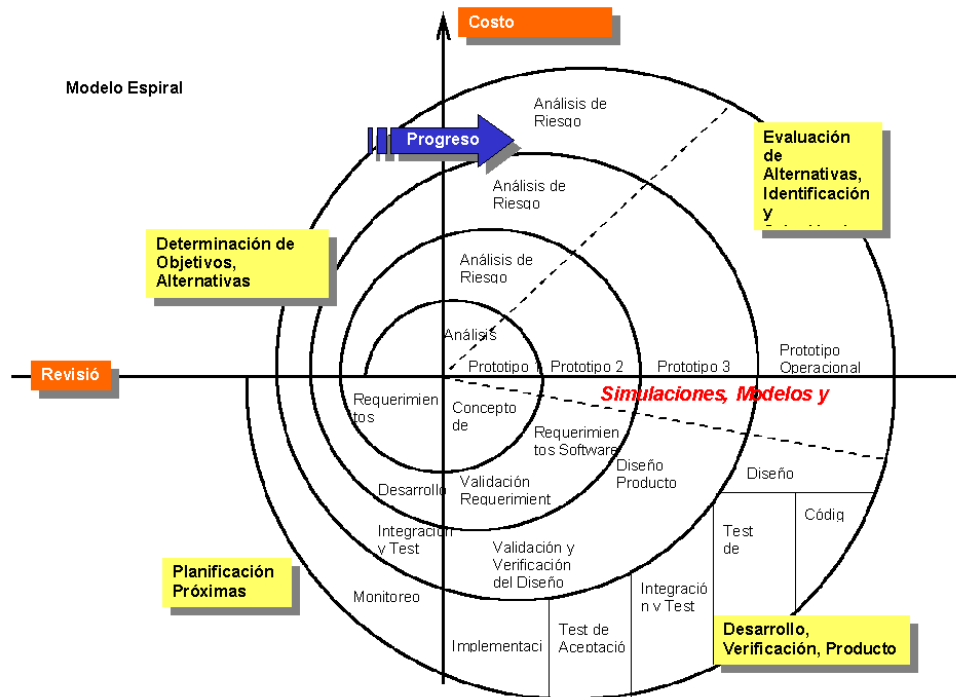 Costo
Modelo Espiral
Análisis de
Riesgo
Progreso
Evaluación
de
Alternativas,
Identificación
y
Análisis de
Riesgo
Determinación de
Objetivos,
Alternativas
Análisis de
Riesgo
Análisis
Prototipo 1
Prototipo 2
Prototipo 3
Prototipo
Operacional
Revisió
Simulaciones, Modelos y
Requerimien
tos
Concepto
de
Requerimien
tos Software
Diseño
Producto
Diseño
Desarrollo
Validación
Requerimient
Códig
Integración
y Test
Validación y
Verificación
del Diseño
Test
de
Planificación
Próximas
Monitoreo
Integració
n y Test
Implementaci
Test de
Aceptació
Desarrollo,
Verificación, Producto